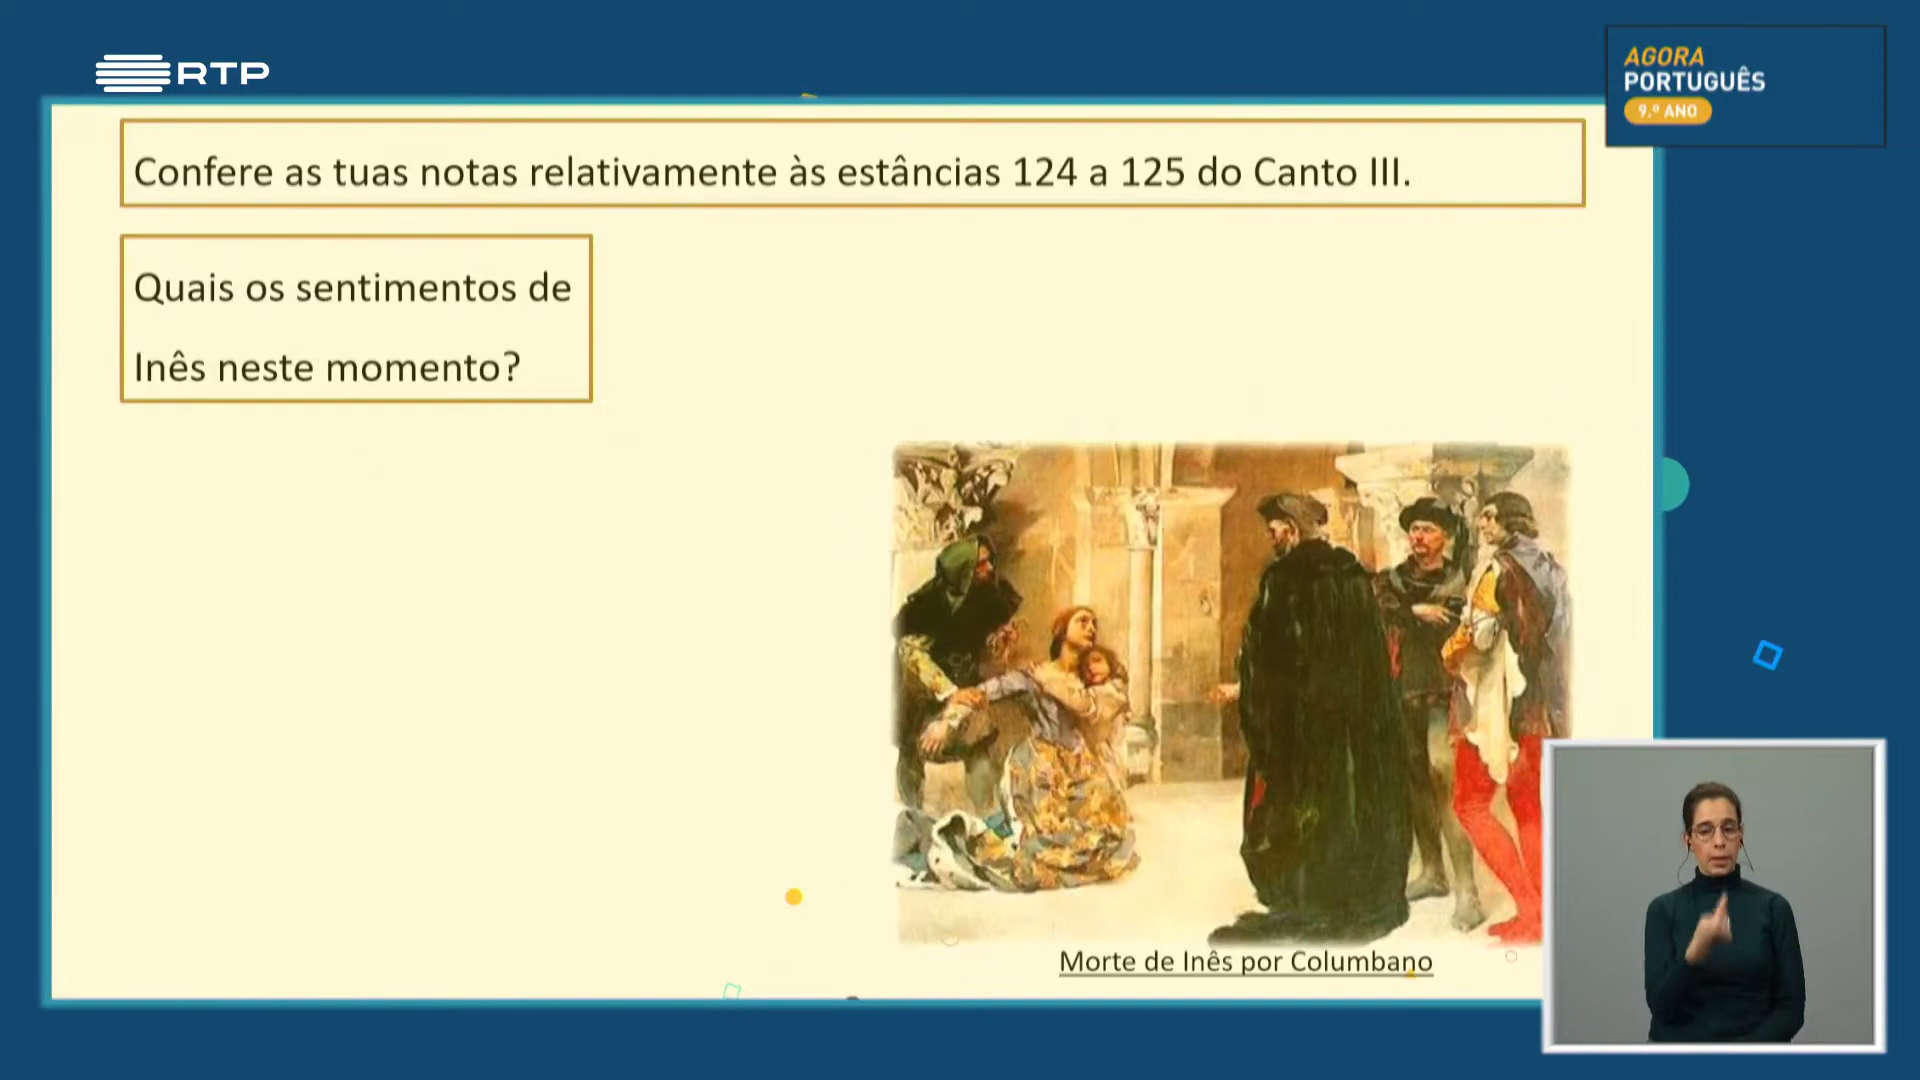 RTP
AGORA
PORTUGUÊS
9.º ANO
Confere as tuas notas relativamente às estâncias 124 a 125 do Canto III.
Quais os sentimentos de
Inês neste momento?
Morte de Inês por Columbano